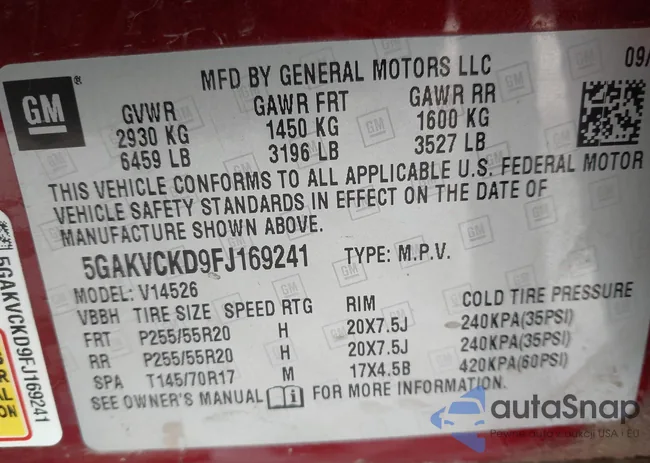 MFD BY GENERAL MOTORS LLC
09/
GM
GVWR GAWR FRT GAWR RR
2930 KG 1450 KG 1600 KG
6459 LB 3196 LB 3527 LB
THIS VEHICLE CONFORMS TO ALL APPLICABLE U.S. FEDERAL MOTOR
VEHICLE SAFETY STANDARDS IN EFFECT ON THE DATE OF
MANUFACTURE SHOWN ABOVE.
5GAKVCKD9FJ169241 TYPE: M.P.V.
MODEL: V14526
VBBH TIRE SIZE SPEED RTG RIM COLD TIRE PRESSURE
FRT P255/55R20 H 20X7.5J 240KPA(35PSI)
RR P255/55R20 H 20X7.5J 240KPA(35PSI)
SPA T145/70R17 M 17X4.5B 420KPA(60PSI)
SEE OWNER'S MANUAL FOR MORE INFORMATION.
5GAKVCKD9FJ169241
autaSnap